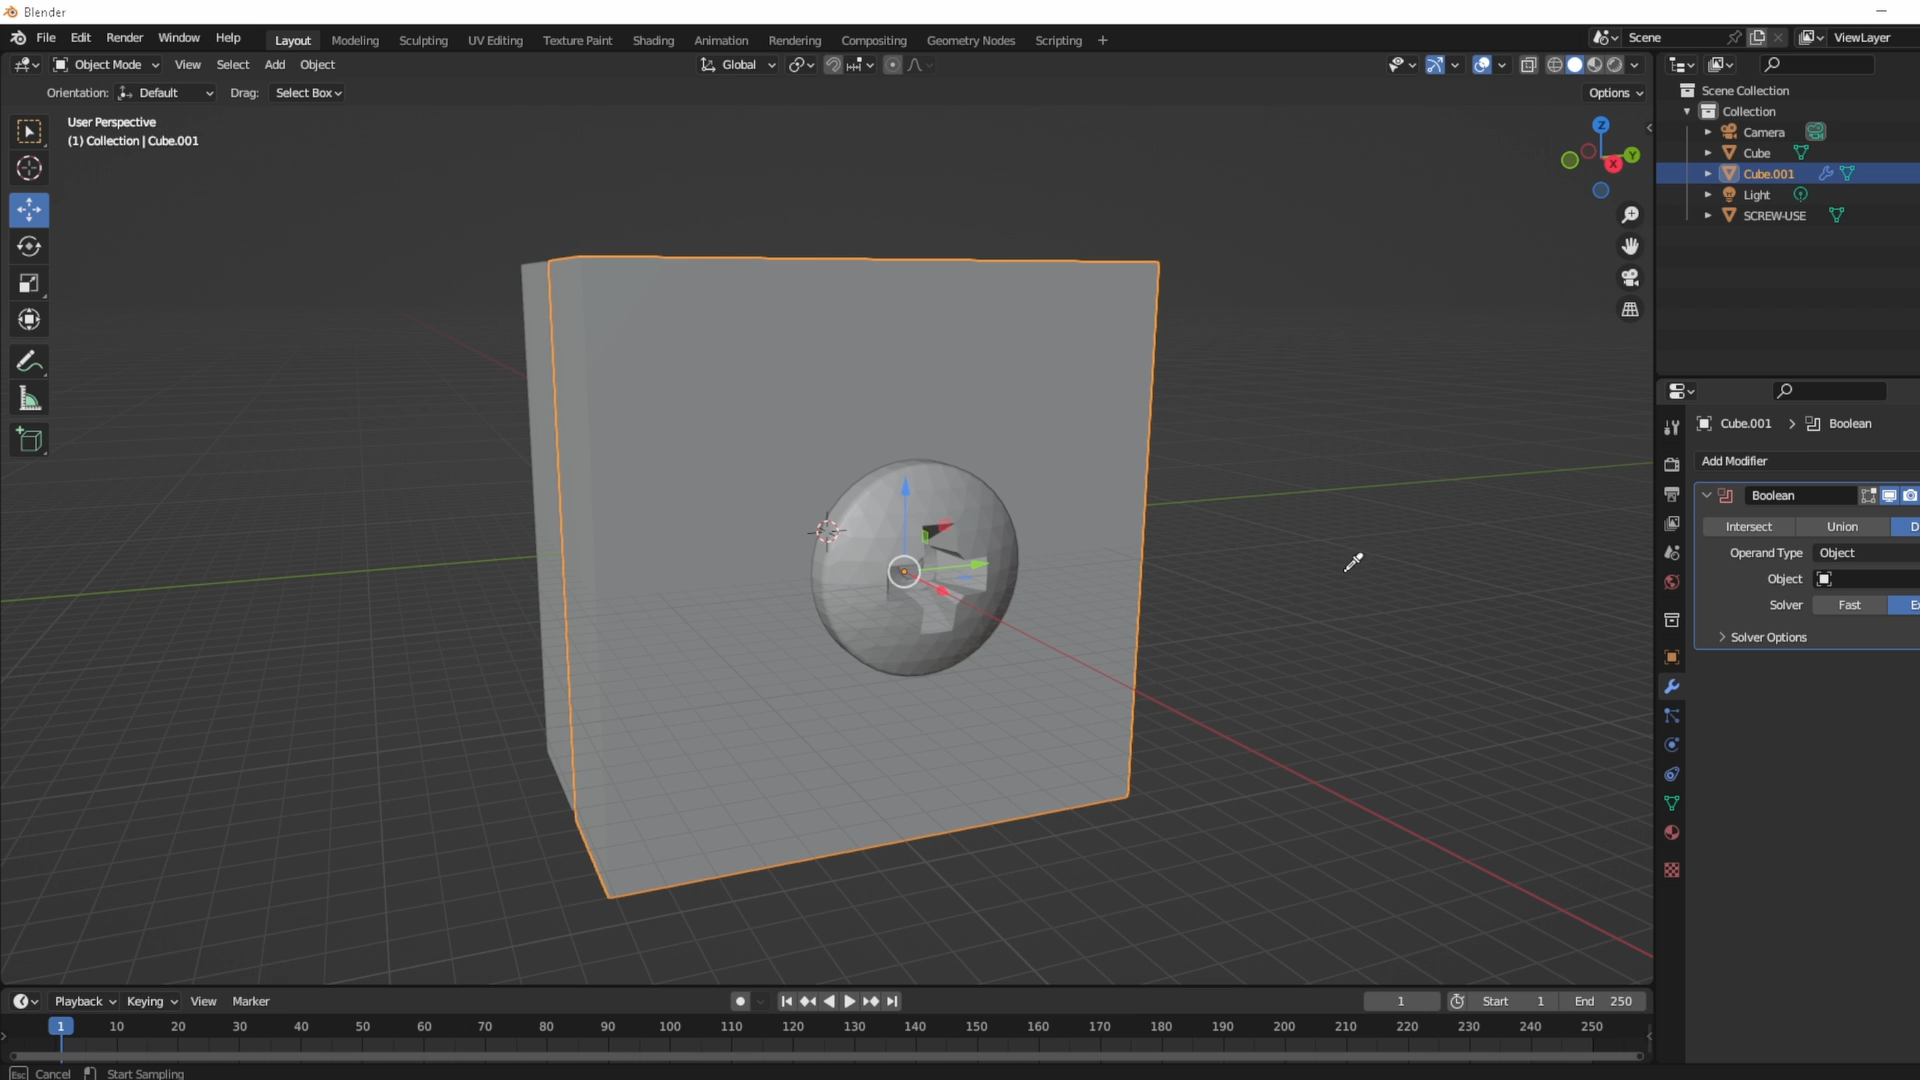 Blender
File Edit Render Window Help Layout Modeling Sculpting UV Editing Texture Paint Shading Animation Rendering Compositing Geometry Nodes Scripting + Scene ViewLayer
Object Mode View Select Add Object Global
Orientation: Default Drag: Select Box Options
User Perspective
(1) Collection | Cube.001
Z
Y
X
Scene Collection
Collection
Camera
Cube
Cube.001
Light
SCREW-USE
Cube.001 > Boolean
Add Modifier
Boolean
Intersect Union D
Operand Type Object
Object
Solver Fast Ex
Solver Options
Playback Keying View Marker 1 Start 1 End 250
1 10 20 30 40 50 60 70 80 90 100 110 120 130 140 150 160 170 180 190 200 210 220 230 240 250
Esc Cancel Start Sampling